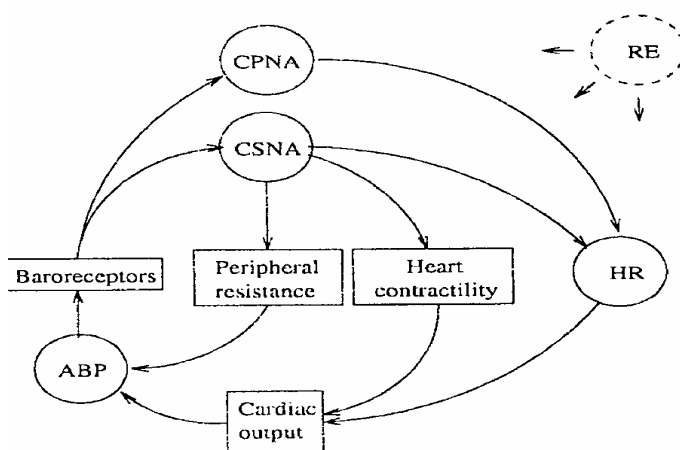 CPNA
RE
CSNA
Baroreceptors
Peripheral
resistance
Heart
contractility
HR
ABP
Cardiac
output